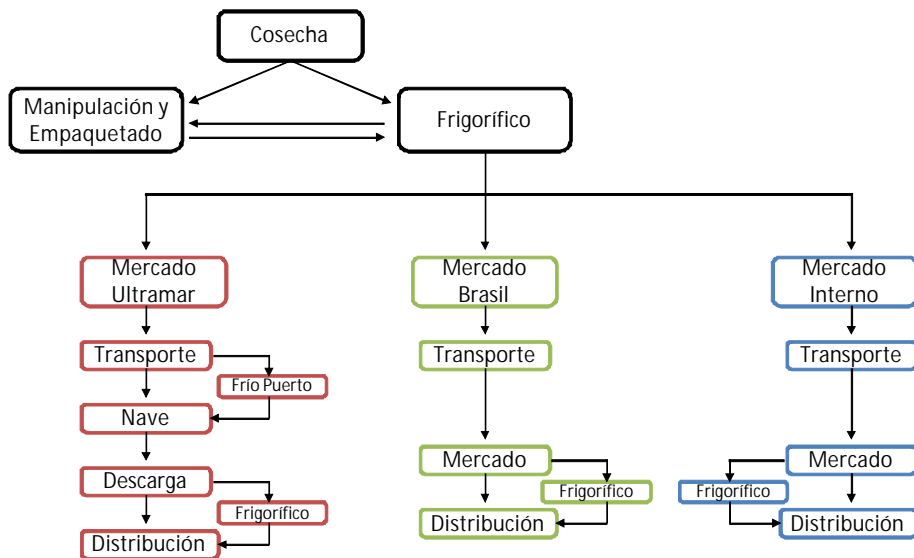 Cosecha
Manipulación y
Empaquetado
Frigorífico
Mercado
Ultramar
Mercado
Brasil
Mercado
Interno
Transporte
Transporte
Transporte
Frío Puerto
Nave
Mercado
Mercado
Descarga
Frigorífico
Frigorífico
Frigorífico
Distribución
Distribución
Distribución